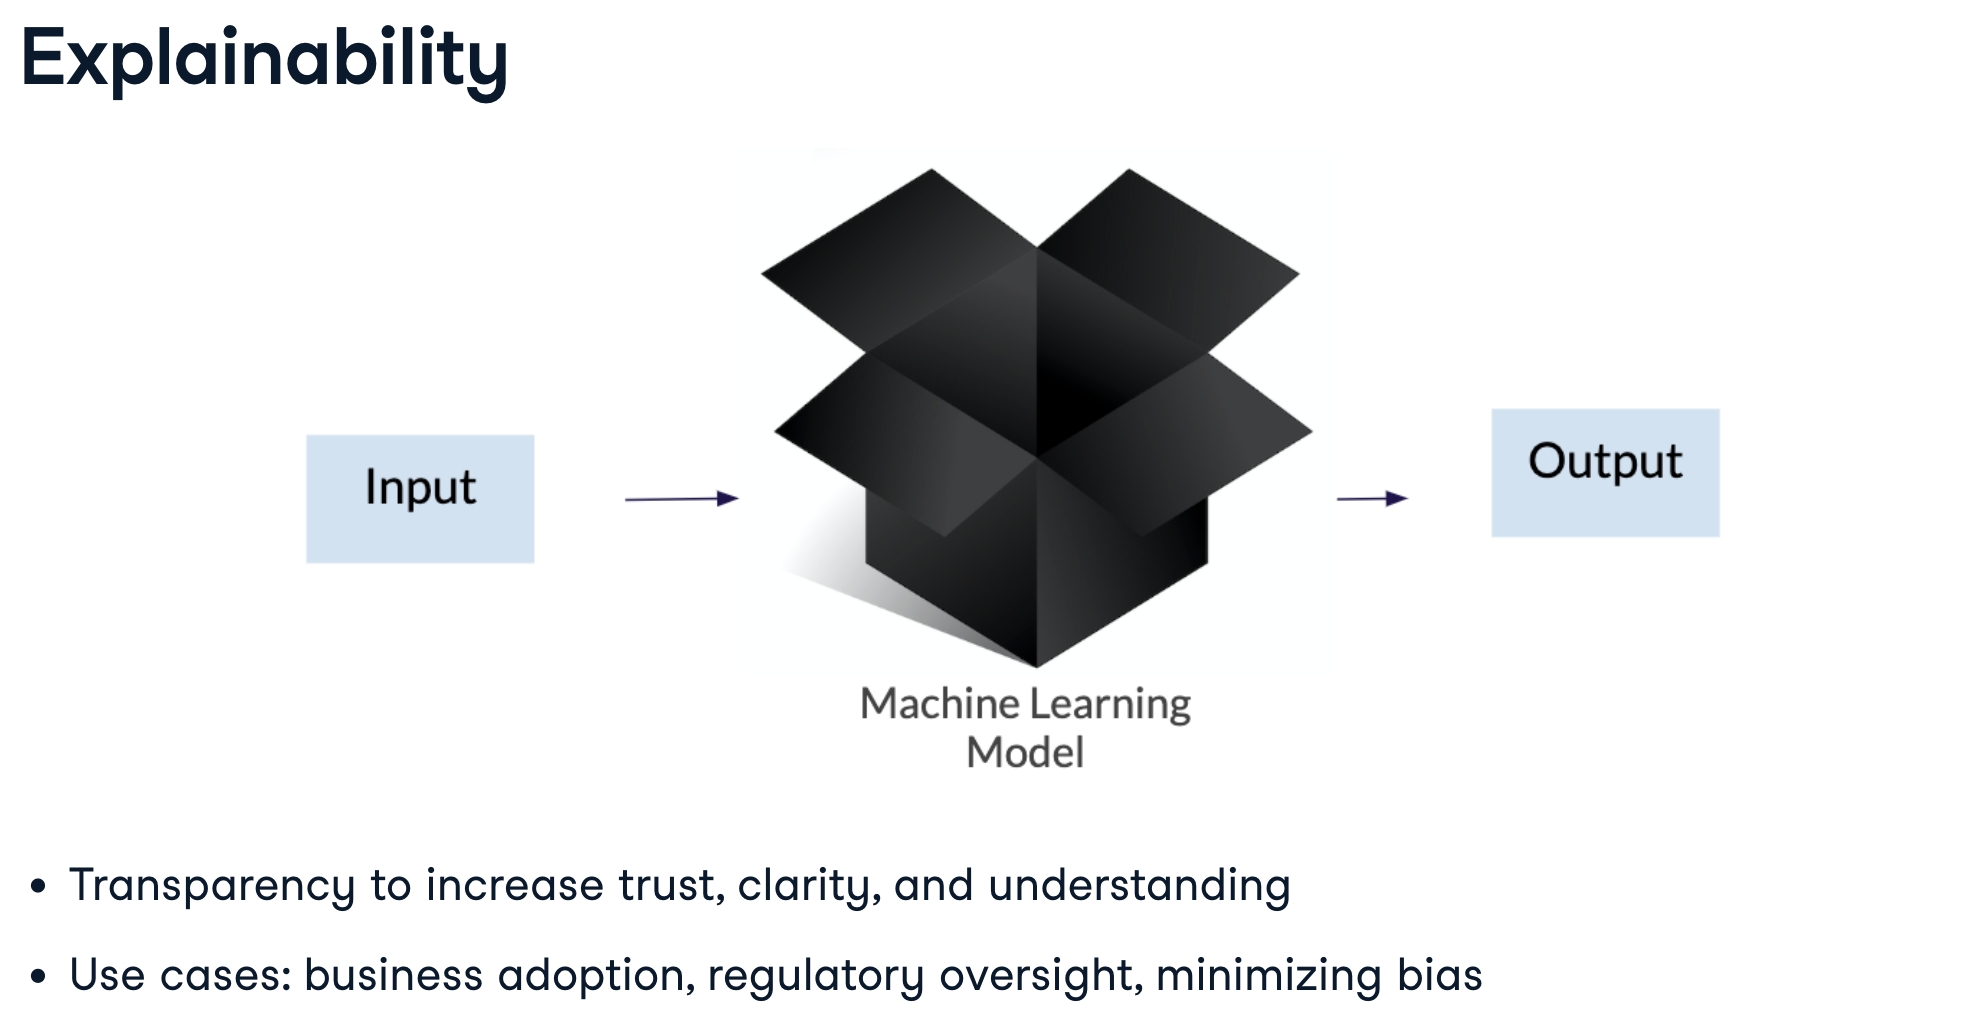 Explainability
Input
Output
Machine Learning
Model
• Transparency to increase trust, clarity, and understanding
• Use cases: business adoption, regulatory oversight, minimizing bias